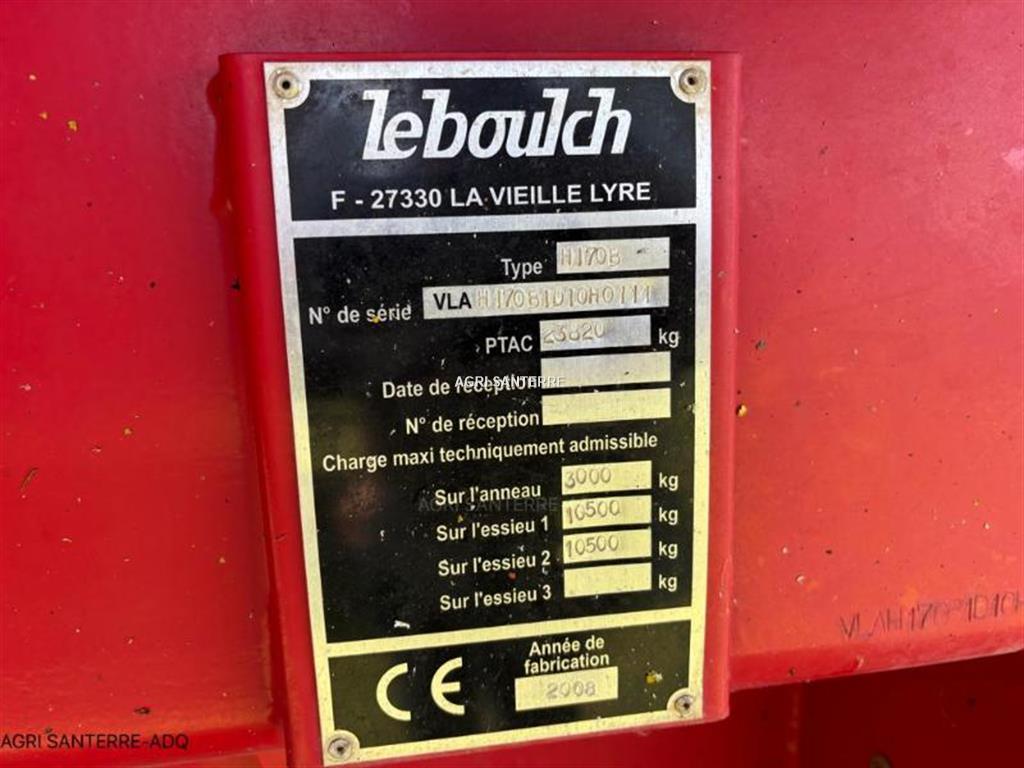 leboulch
F - 27330 LA VIEILLE LYRE
Type H170B
N° de série VLA H170B1D10H0111
PTAC 23820 kg
Date de réception
N° de réception
Charge maxi techniquement admissible
Sur l'anneau 3000 kg
Sur l'essieu 1 10500 kg
Sur l'essieu 2 10500 kg
Sur l'essieu 3 kg
CE
Année de
fabrication
2008
AGRI SANTERRE
AGRI SANTERRE
VLAH170B1D10H
AGRI SANTERRE-ADQ